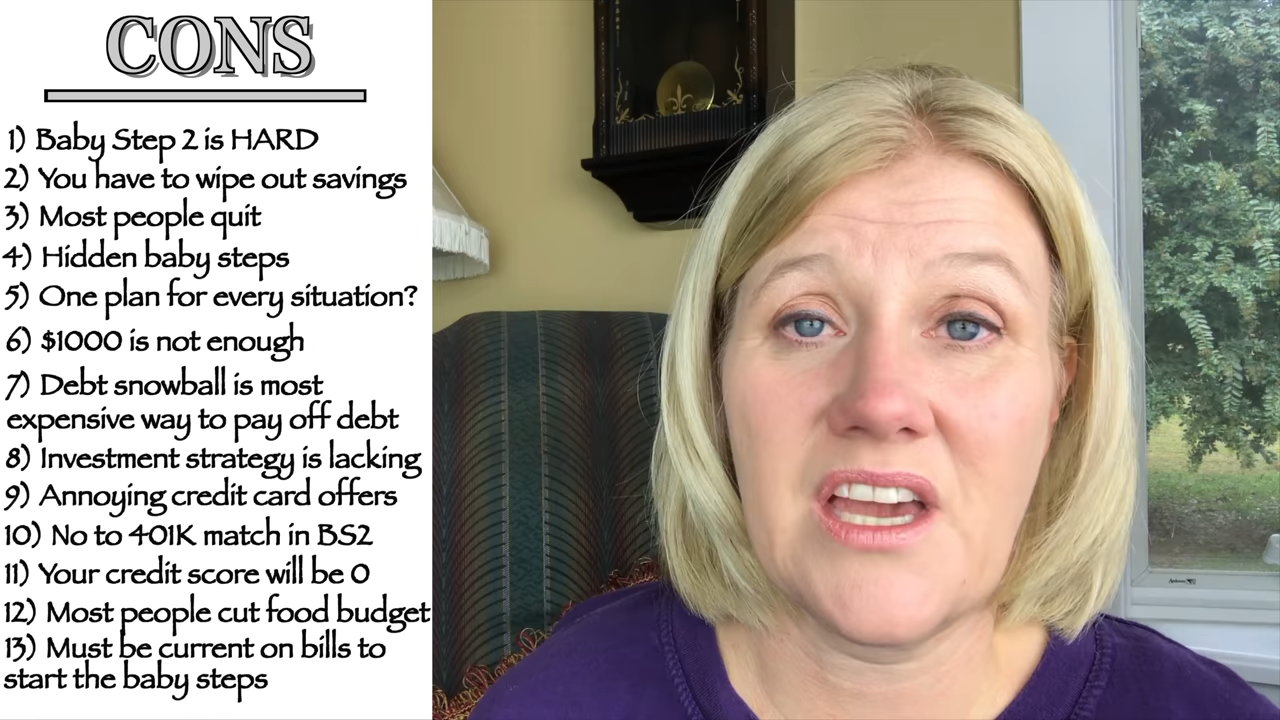 CONS
1) Baby Step 2 is HARD
2) You have to wipe out savings
3) Most people quit
4) Hidden baby steps
5) One plan for every situation?
6) $1000 is not enough
7) Debt snowball is most
expensive way to pay off debt
8) Investment strategy is lacking
9) Annoying credit card offers
10) No to 401K match in BS2
11) Your credit score will be 0
12) Most people cut food budget
13) Must be current on bills to
start the baby steps